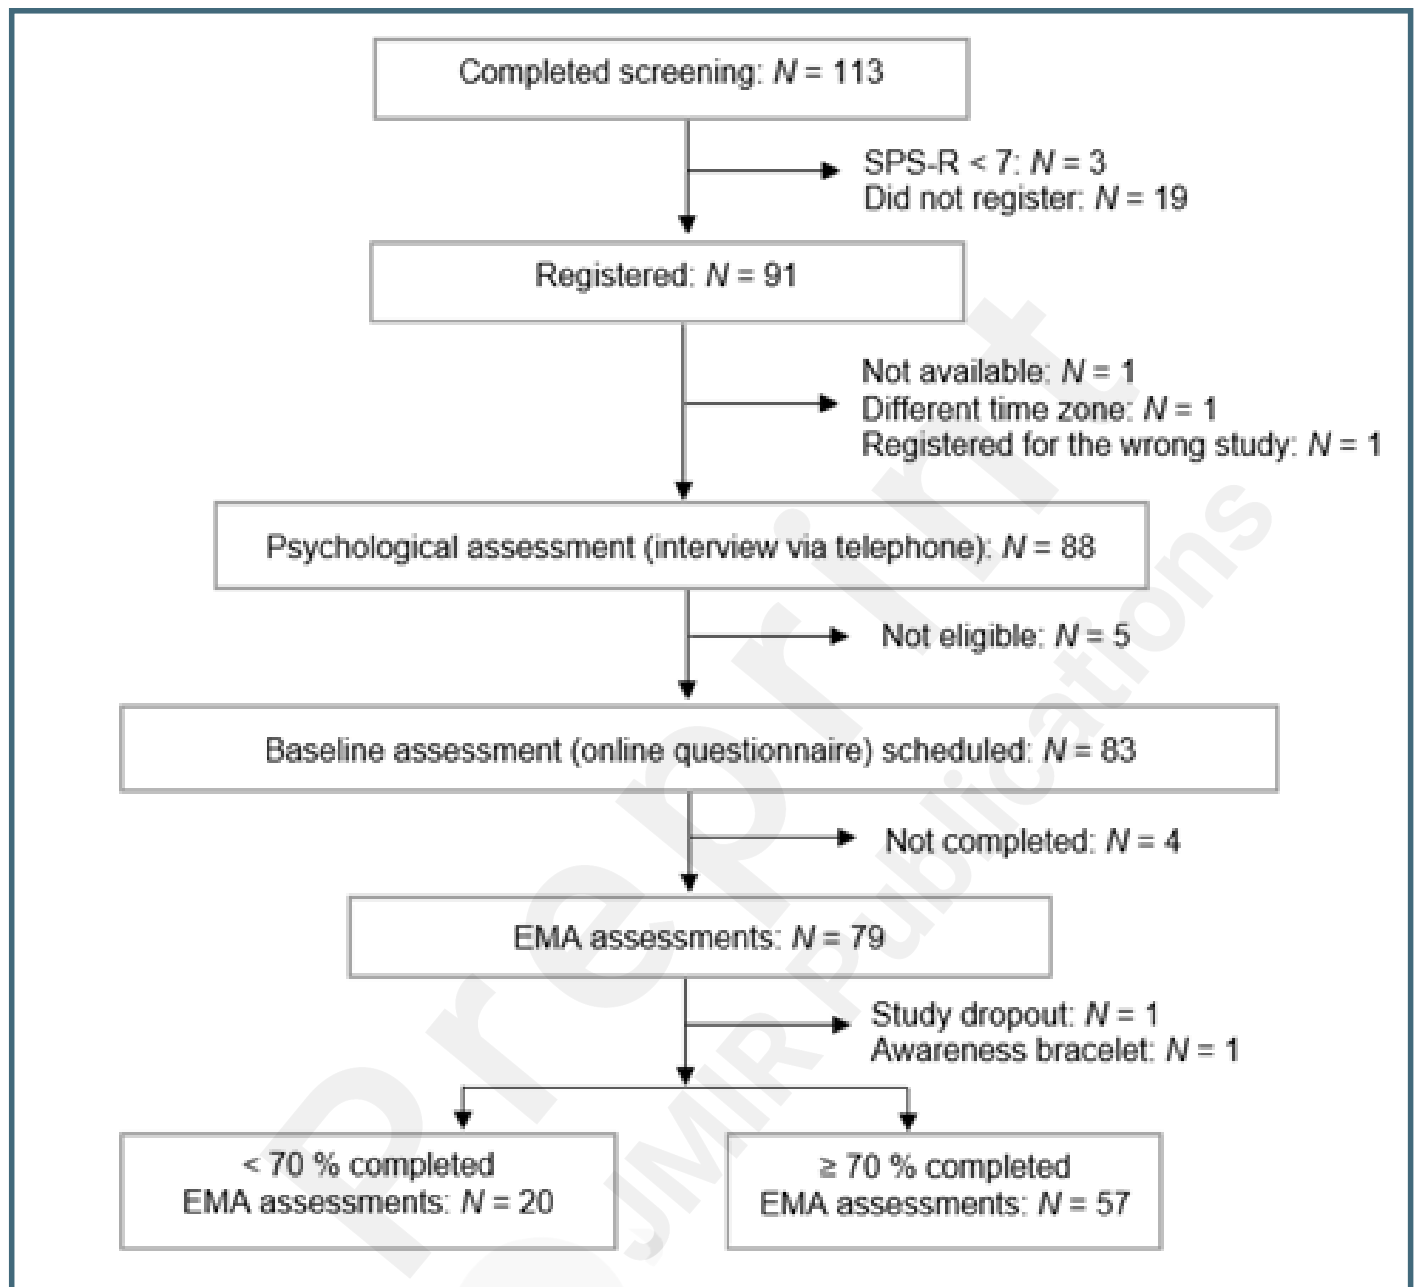 Completed screening: N = 113
SPS-R < 7: N = 3
Did not register: N = 19
Registered: N = 91
Not available: N = 1
Different time zone: N = 1
Registered for the wrong study: N = 1
Psychological assessment (interview via telephone): N = 88
Not eligible: N = 5
Baseline assessment (online questionnaire) scheduled: N = 83
Not completed: N = 4
EMA assessments: N = 79
Study dropout: N = 1
Awareness bracelet: N = 1
< 70 % completed
EMA assessments: N = 20
≥ 70 % completed
EMA assessments: N = 57
Preprint
JMIR Publications